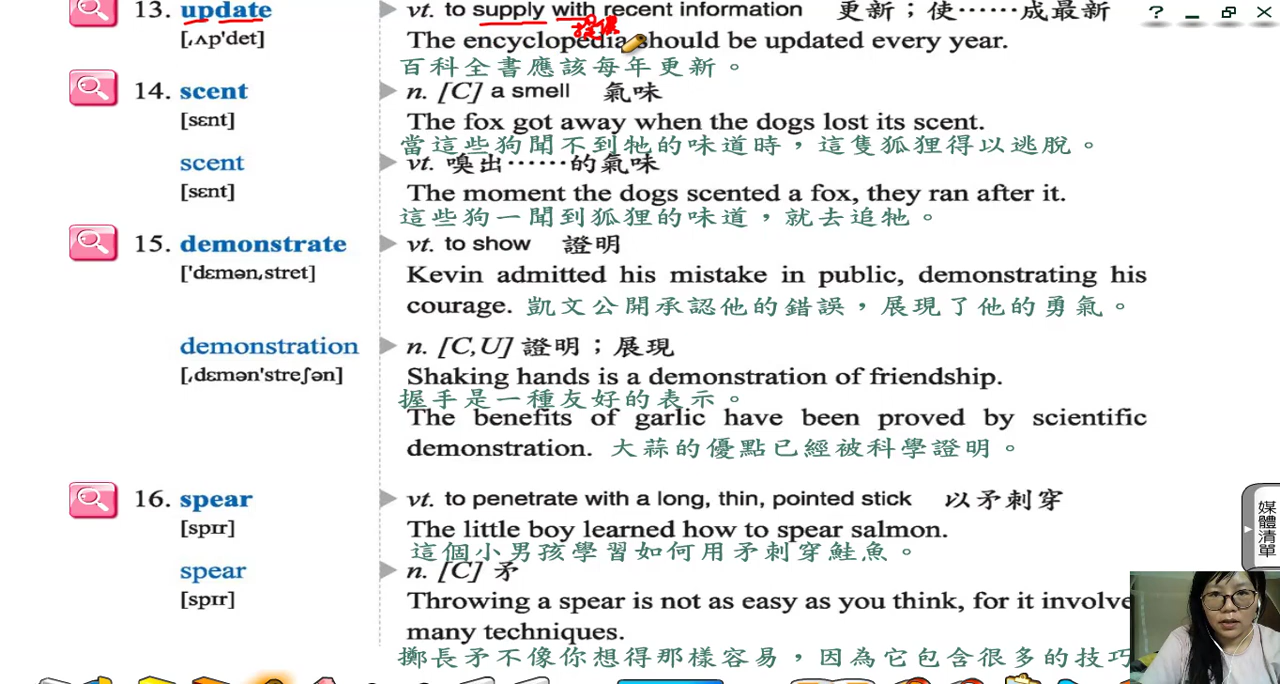 13. update vt. to supply with recent information 更新；使⋯⋯成最新
提供
[ˌʌp'det] The encyclopedia should be updated every year.
百科全書應該每年更新。
14. scent n. [C] a smell 氣味
[sɛnt] The fox got away when the dogs lost its scent.
當這些狗聞不到牠的味道時，這隻狐狸得以逃脫。
scent vt. 嗅出⋯⋯的氣味
[sɛnt] The moment the dogs scented a fox, they ran after it.
這些狗一聞到狐狸的味道，就去追牠。
15. demonstrate vt. to show 證明
['dɛmənˌstret] Kevin admitted his mistake in public, demonstrating his
courage. 凱文公開承認他的錯誤，展現了他的勇氣。
demonstration n. [C,U] 證明；展現
[ˌdɛmən'streʃən] Shaking hands is a demonstration of friendship.
握手是一種友好的表示。
The benefits of garlic have been proved by scientific
demonstration. 大蒜的優點已經被科學證明。
16. spear vt. to penetrate with a long, thin, pointed stick 以矛刺穿
[spɪr] The little boy learned how to spear salmon.
這個小男孩學習如何用矛刺穿鮭魚。
spear n. [C] 矛
[spɪr] Throwing a spear is not as easy as you think, for it involve
many techniques.
擲長矛不像你想得那樣容易，因為它包含很多的技巧
媒體清單